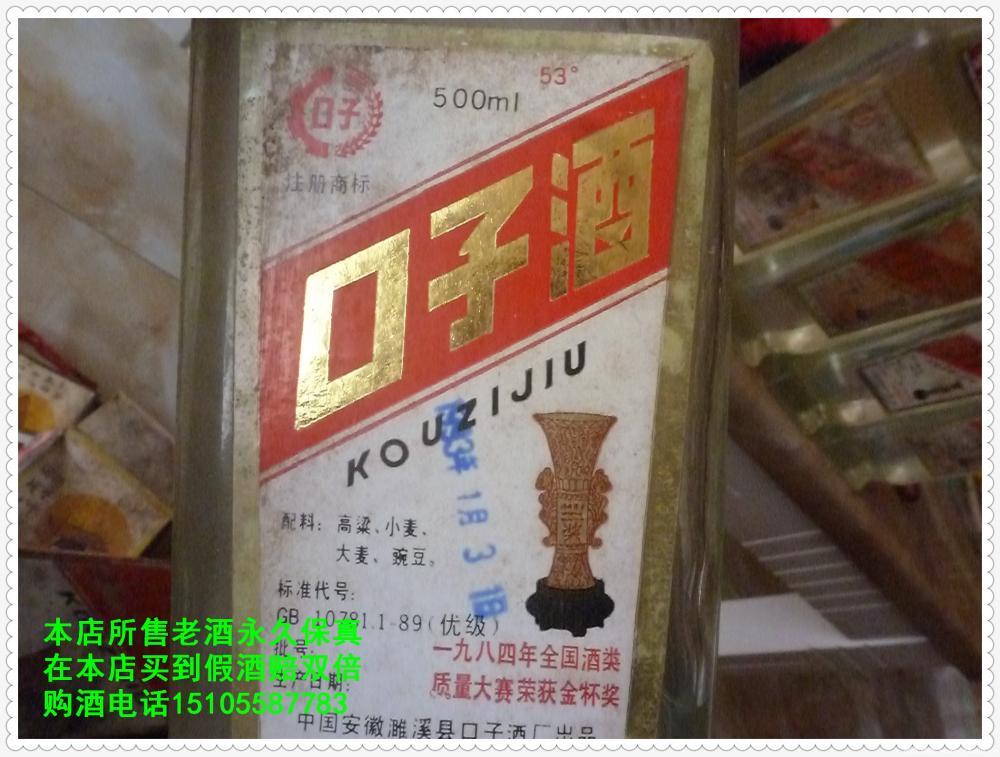 53°
500ml
口子
注册商标
口子酒
KOUZIJIU
1月3日
配料：高粱、小麦、
大麦、豌豆。
标准代号：
GB 10781.1-89(优级)
批号：
生产日期：
一九八四年全国酒类
质量大赛荣获金杯奖
中国安徽濉溪县口子酒厂出品
本店所售老酒永久保真
在本店买到假酒赔双倍
购酒电话15105587783